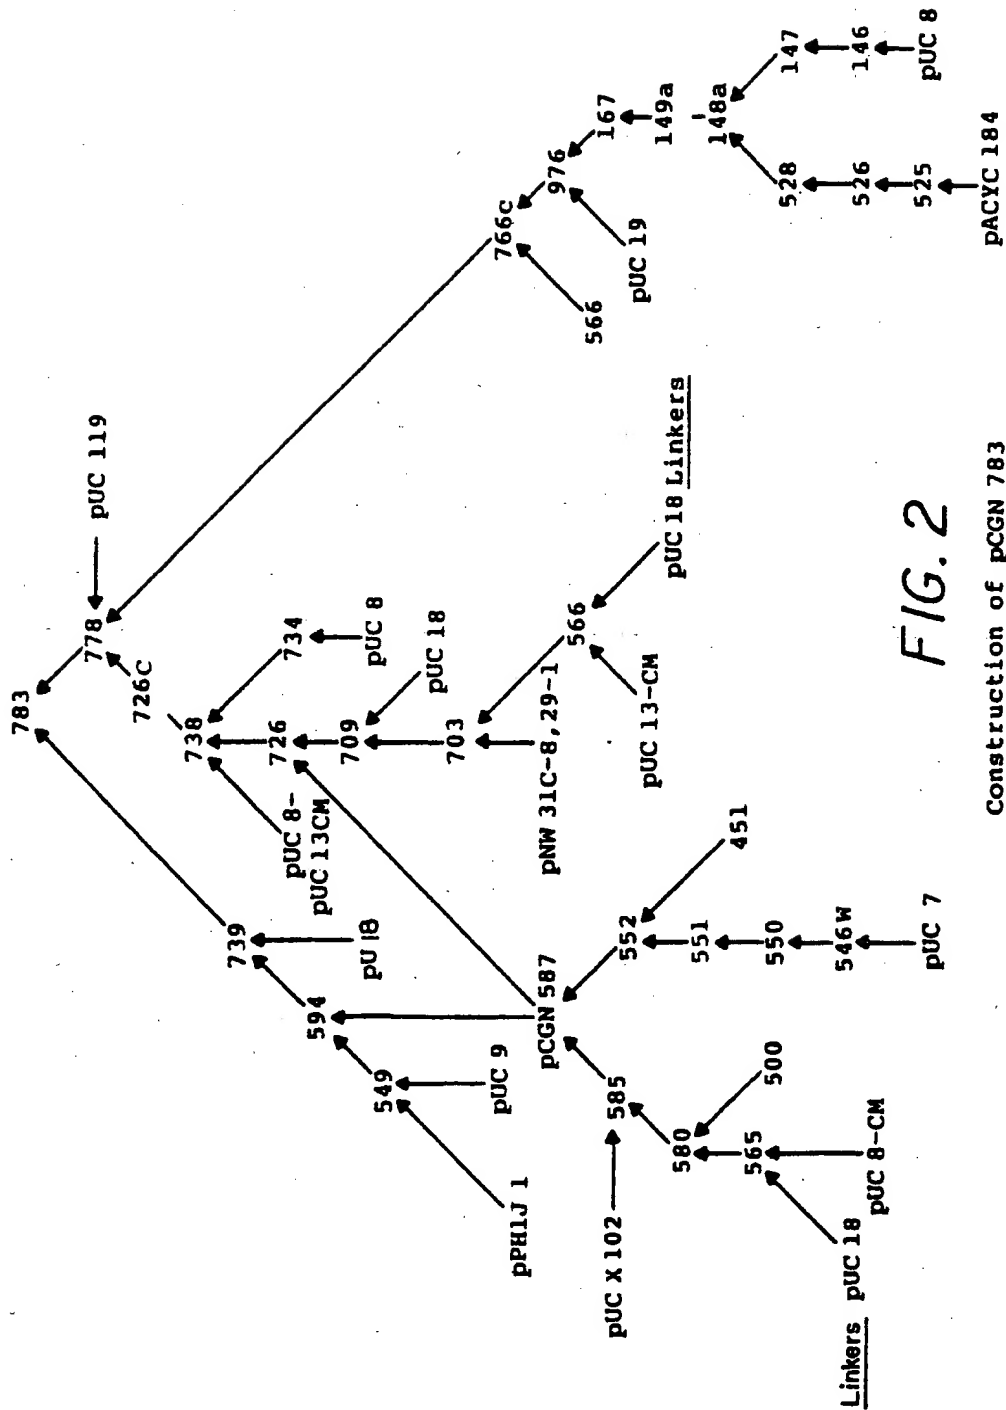 783
778
pUC 119
726C
739
pU 18
738
734
pUC 8
pUC 8-
pUC 13CM
726
709
pUC 18
703
pNW 31C-8, 29-1
566
pUC 13-CM
pUC 18 Linkers
594
549
pUC 9
pPH1J 1
pCGN 587
585
pUC X 102
580
500
565
pUC 8-CM
Linkers pUC 18
552
451
551
550
546W
pUC 7
766c
566
976
pUC 19
167
149a
148a
528
526
525
pACYC 184
147
146
pUC 8
FIG. 2
Construction of pCGN 783